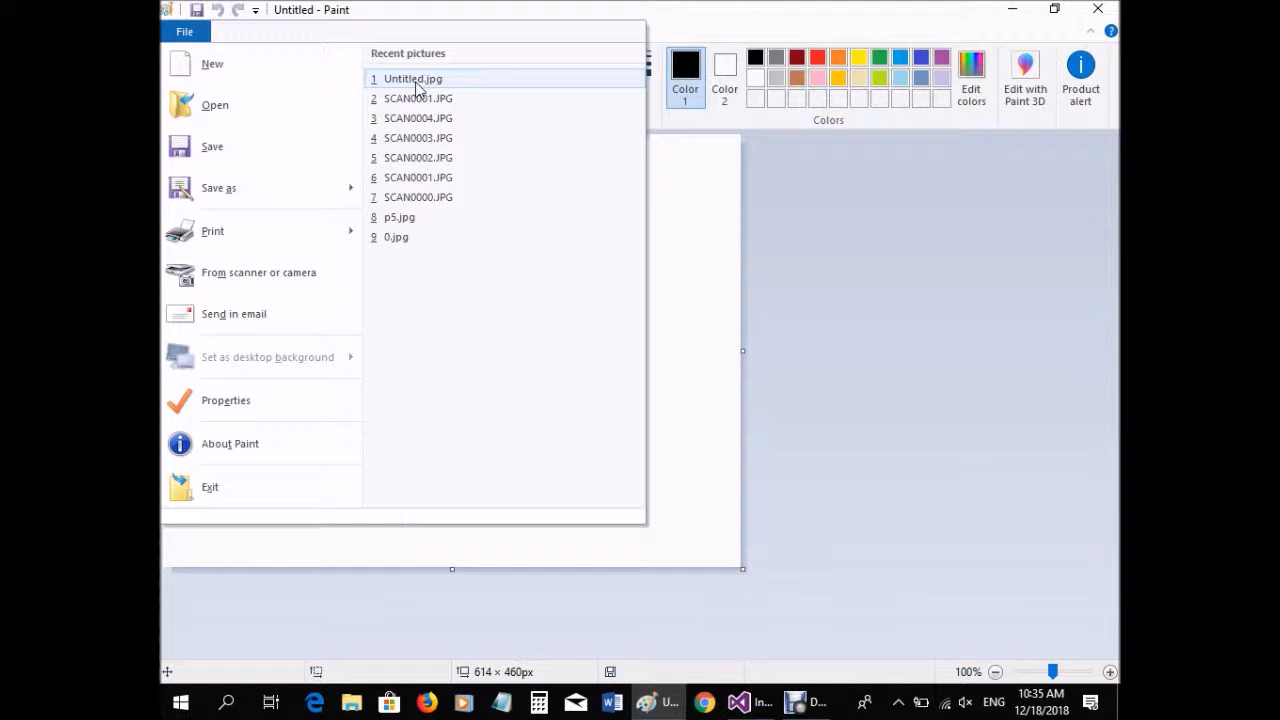 Untitled - Paint
File
Recent pictures
New
Open
Save
Save as
Print
From scanner or camera
Send in email
Set as desktop background
Properties
About Paint
Exit
1 Untitled.jpg
2 SCAN0001.JPG
3 SCAN0004.JPG
4 SCAN0003.JPG
5 SCAN0002.JPG
6 SCAN0001.JPG
7 SCAN0000.JPG
8 p5.jpg
9 0.jpg
Color 1
Color 2
Edit colors
Edit with Paint 3D
Product alert
Colors
614 × 460px
100%
U...
In...
D...
ENG
10:35 AM
12/18/2018